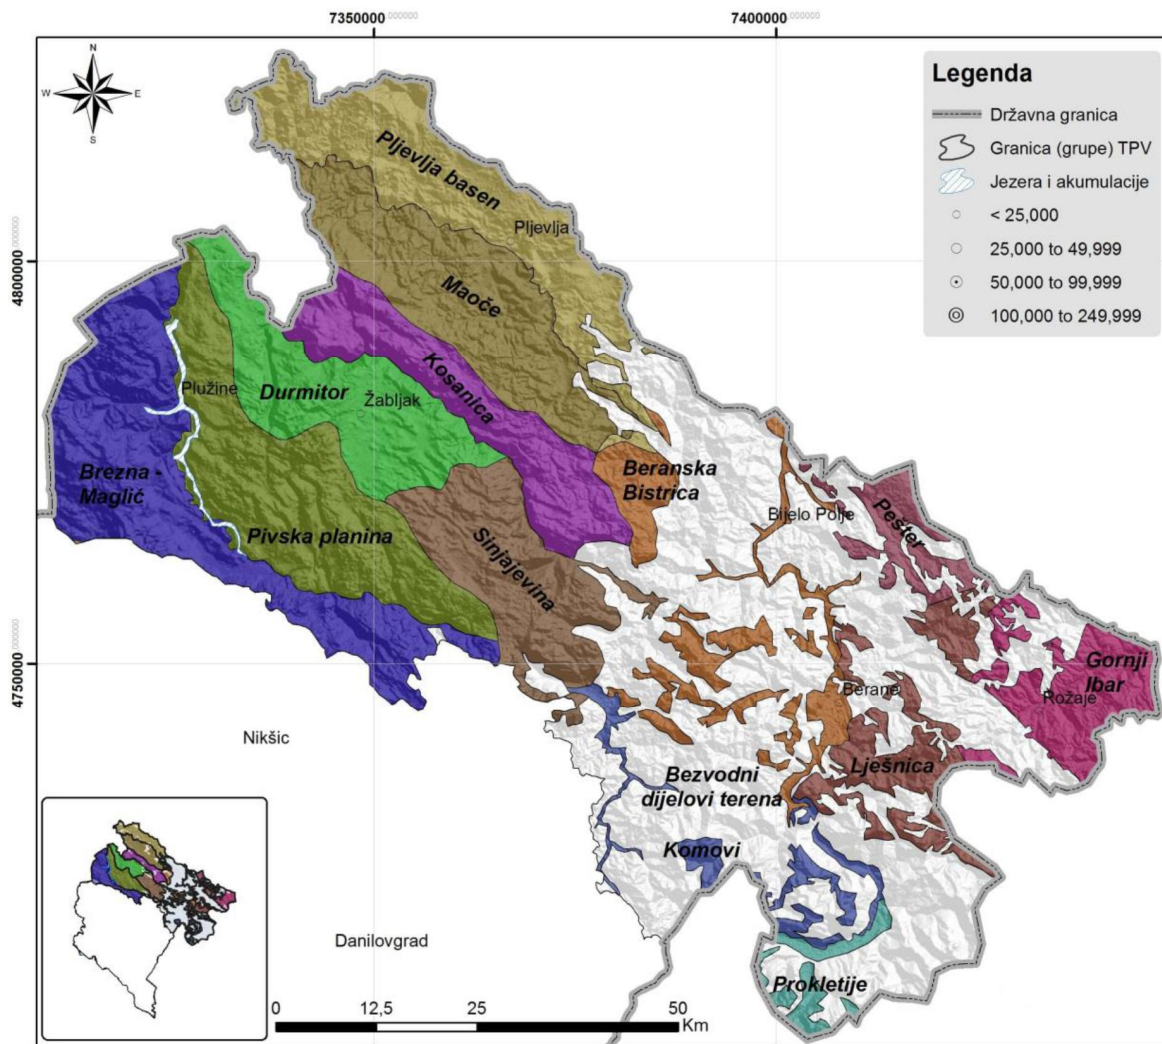 7350000,000000
7400000,000000
N
W
E
S
Legenda
Državna granica
Granica (grupe) TPV
Jezera i akumulacije
< 25,000
25,000 to 49,999
50,000 to 99,999
100,000 to 249,999
4800000,000000
4750000,000000
Pljevlja basen
Pljevlja
Maoče
Kosanica
Plužine
Durmitor
Žabljak
Brezna -
Maglić
Pivska planina
Sinjajevina
Beranska
Bistrica
Bijelo Polje
Pešter
Gornji
Ibar
Rožaje
Berane
Lješnica
Nikšic
Bezvodni
dijelovi terena
Komovi
Danilovgrad
Prokletije
0
12,5
25
50
Km